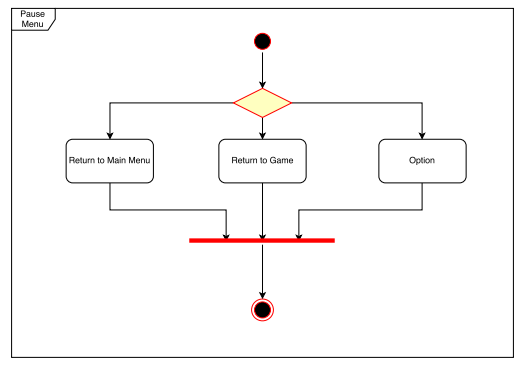 Pause
Menu
Return to Main Menu
Return to Game
Option